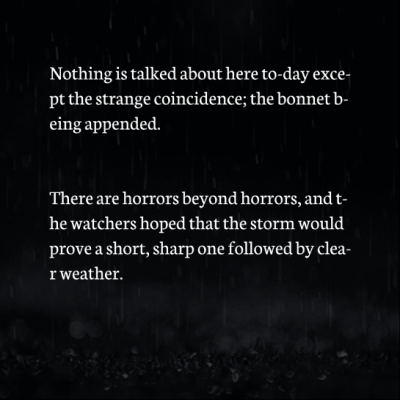 Nothing is talked about here to-day exce-
pt the strange coincidence; the bonnet b-
eing appended.
There are horrors beyond horrors, and t-
he watchers hoped that the storm would
prove a short, sharp one followed by clea-
r weather.